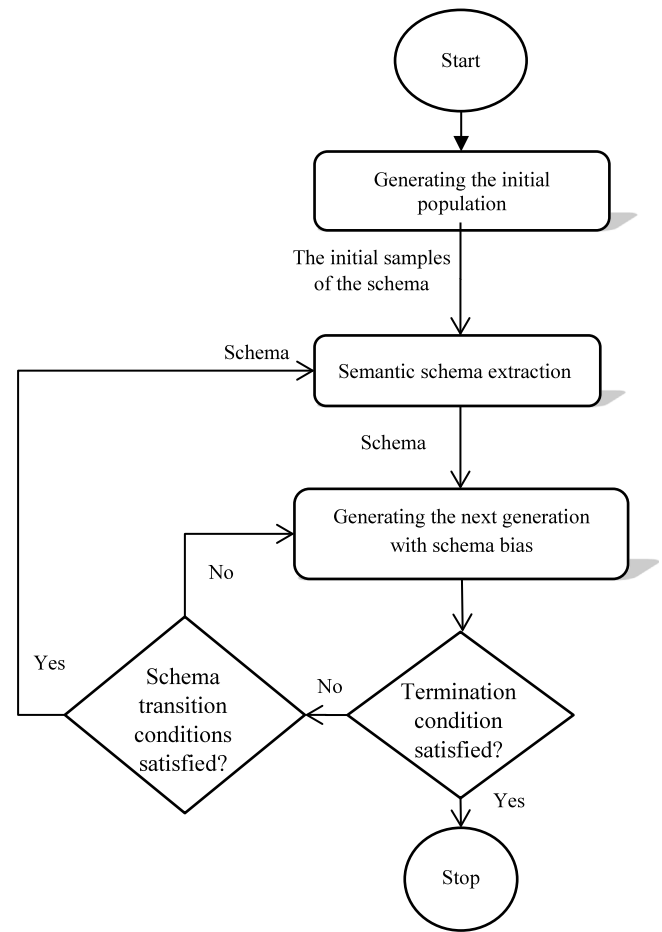 Start
Generating the initial
population
The initial samples
of the schema
Schema
Semantic schema extraction
Schema
Generating the next generation
with schema bias
No
Yes
Schema
transition
conditions
satisfied?
No
Termination
condition
satisfied?
Yes
Stop